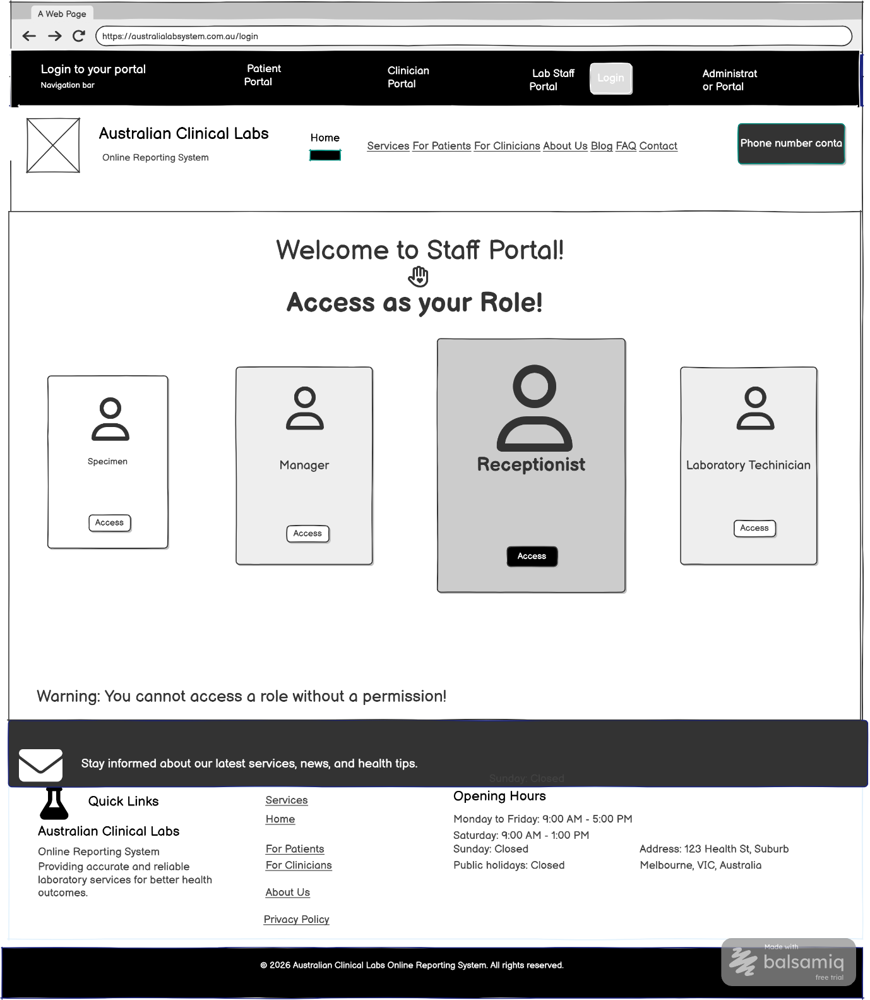 A Web Page
https://australialabsystem.com.au/login
Login to your portal
Navigation bar
Patient
Portal
Clinician
Portal
Lab Staff
Portal
Login
Administrat
or Portal
Australian Clinical Labs
Online Reporting System
Home
Services For Patients For Clinicians About Us Blog FAQ Contact
Phone number conta
Welcome to Staff Portal!
Access as your Role!
Specimen
Access
Manager
Access
Receptionist
Access
Laboratory Techinician
Access
Warning: You cannot access a role without a permission!
Stay informed about our latest services, news, and health tips.
Sunday: Closed
Quick Links
Australian Clinical Labs
Online Reporting System
Providing accurate and reliable
laboratory services for better health
outcomes.
Services
Home
For Patients
For Clinicians
About Us
Privacy Policy
Opening Hours
Monday to Friday: 9:00 AM - 5:00 PM
Saturday: 9:00 AM - 1:00 PM
Sunday: Closed
Public holidays: Closed
Address: 123 Health St, Suburb
Melbourne, VIC, Australia
© 2026 Australian Clinical Labs Online Reporting System. All rights reserved.
Made with
balsamiq
free trial